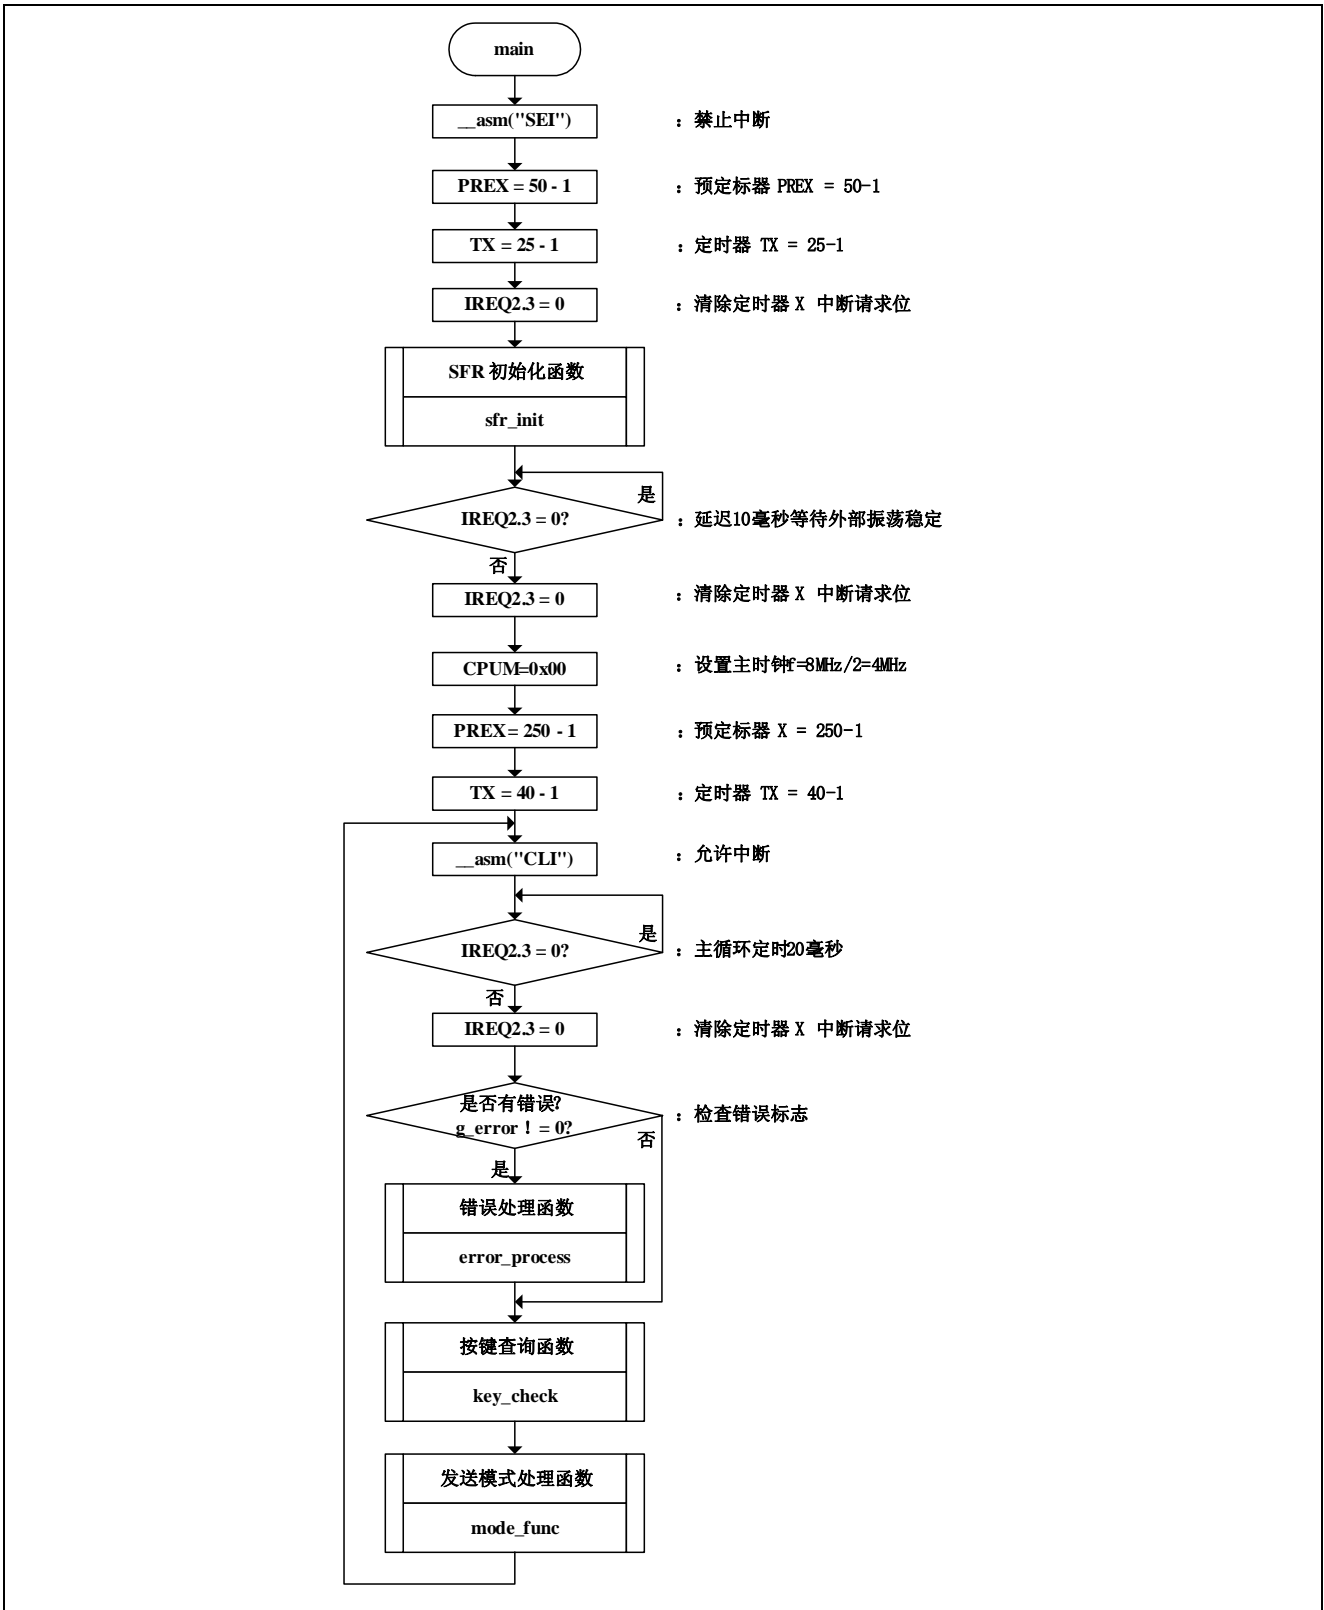 main
__asm("SEI")
：禁止中断
PREX = 50 - 1
：预定标器 PREX = 50-1
TX = 25 - 1
：定时器 TX = 25-1
IREQ2.3 = 0
：清除定时器 X 中断请求位
SFR 初始化函数
sfr_init
是
IREQ2.3 = 0?
：延迟10毫秒等待外部振荡稳定
否
IREQ2.3 = 0
：清除定时器 X 中断请求位
CPUM=0x00
：设置主时钟f=8MHz/2=4MHz
PREX = 250 - 1
：预定标器 X = 250-1
TX = 40 - 1
：定时器 TX = 40-1
__asm("CLI")
：允许中断
是
IREQ2.3 = 0?
：主循环定时20毫秒
否
IREQ2.3 = 0
：清除定时器 X 中断请求位
是否有错误?
g_error！= 0?
：检查错误标志
否
是
错误处理函数
error_process
按键查询函数
key_check
发送模式处理函数
mode_func